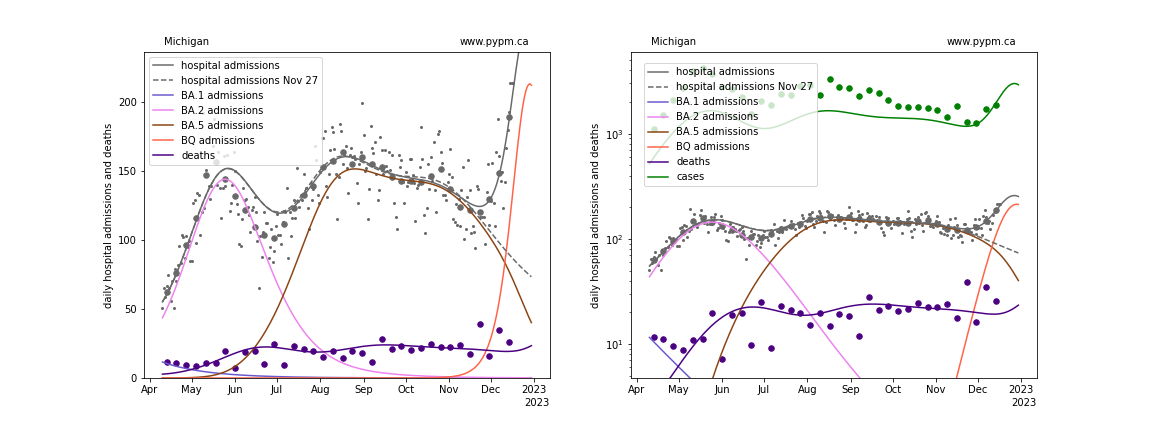 Michigan
www.pypm.ca
daily hospital admissions and deaths
200
150
100
50
0
hospital admissions
hospital admissions Nov 27
BA.1 admissions
BA.2 admissions
BA.5 admissions
BQ admissions
deaths
Apr May Jun Jul Aug Sep Oct Nov Dec 2023
2023
Michigan
www.pypm.ca
daily hospital admissions and deaths
10³
10²
10¹
hospital admissions
hospital admissions Nov 27
BA.1 admissions
BA.2 admissions
BA.5 admissions
BQ admissions
deaths
cases
Apr May Jun Jul Aug Sep Oct Nov Dec 2023
2023